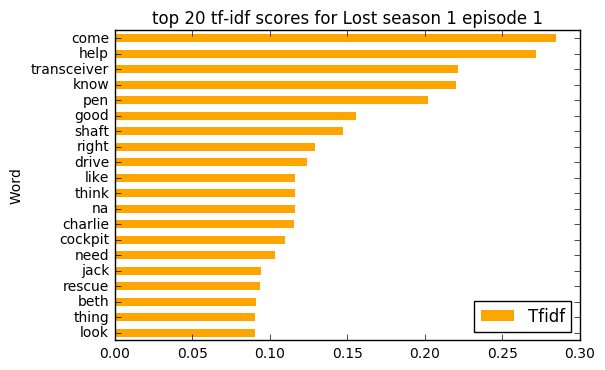 top 20 tf-idf scores for Lost season 1 episode 1
Word
come
help
transceiver
know
pen
good
shaft
right
drive
like
think
na
charlie
cockpit
need
jack
rescue
beth
thing
look
Tfidf
0.00 0.05 0.10 0.15 0.20 0.25 0.30